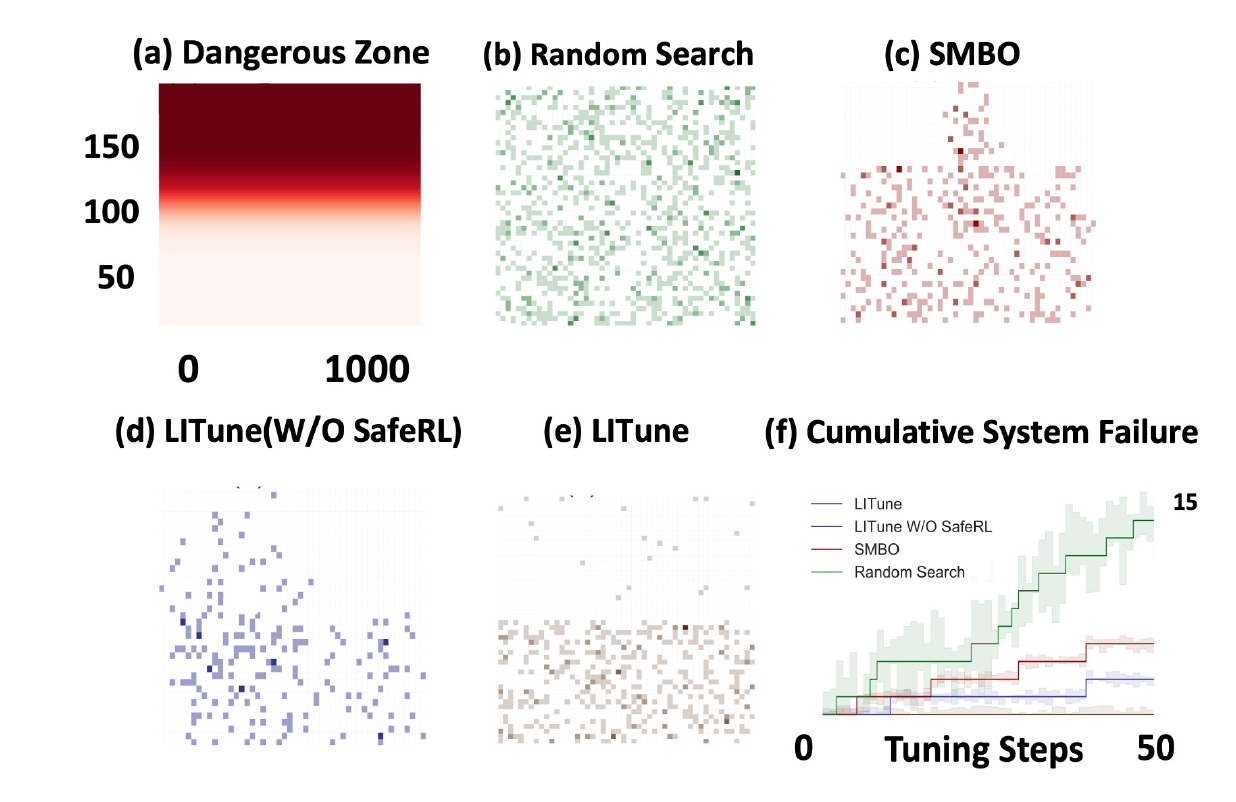 (a) Dangerous Zone
(b) Random Search
(c) SMBO
150
100
50
0 1000
(d) LITune(W/O SafeRL)
(e) LITune
(f) Cumulative System Failure
15
LITune
LITune W/O SafeRL
SMBO
Random Search
0 Tuning Steps 50